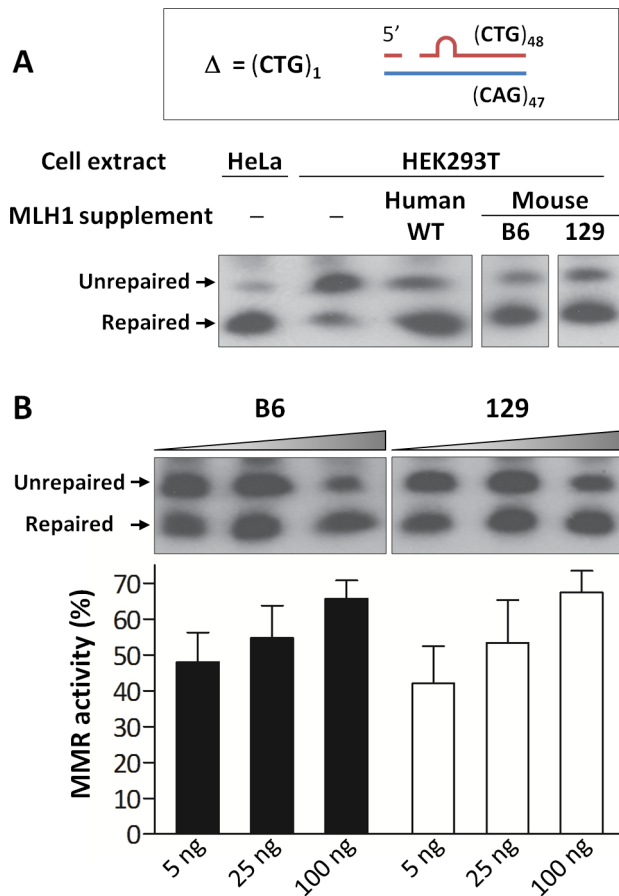 A
Δ = (CTG)1
5’
(CTG)48
(CAG)47
Cell extract HeLa HEK293T
MLH1 supplement – – Human WT Mouse
B6 129
Unrepaired
Repaired
B
B6 129
Unrepaired
Repaired
MMR activity (%)
70
60
50
40
30
20
10
0
5 ng 25 ng 100 ng 5 ng 25 ng 100 ng